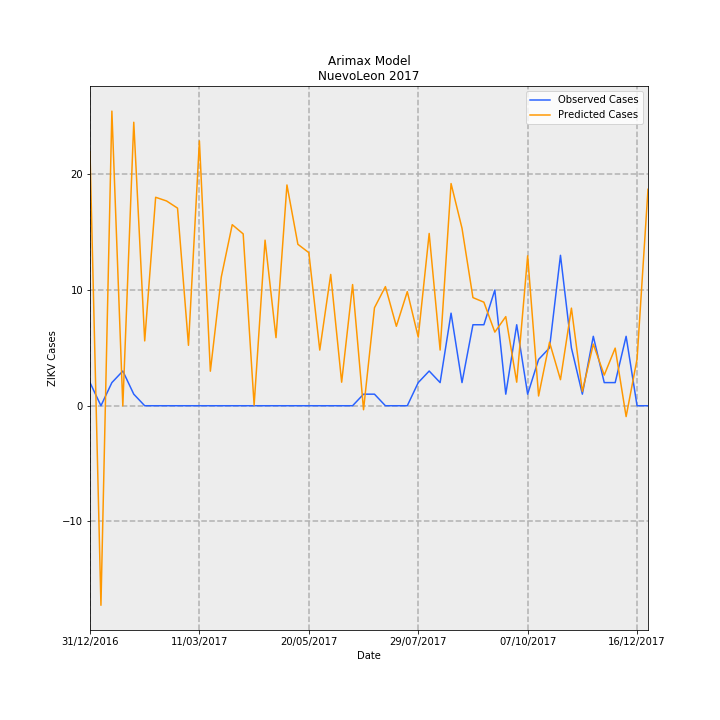 Arimax Model
NuevoLeon 2017
Observed Cases
Predicted Cases
ZIKV Cases
20
10
0
−10
31/12/2016 11/03/2017 20/05/2017 29/07/2017 07/10/2017 16/12/2017
Date